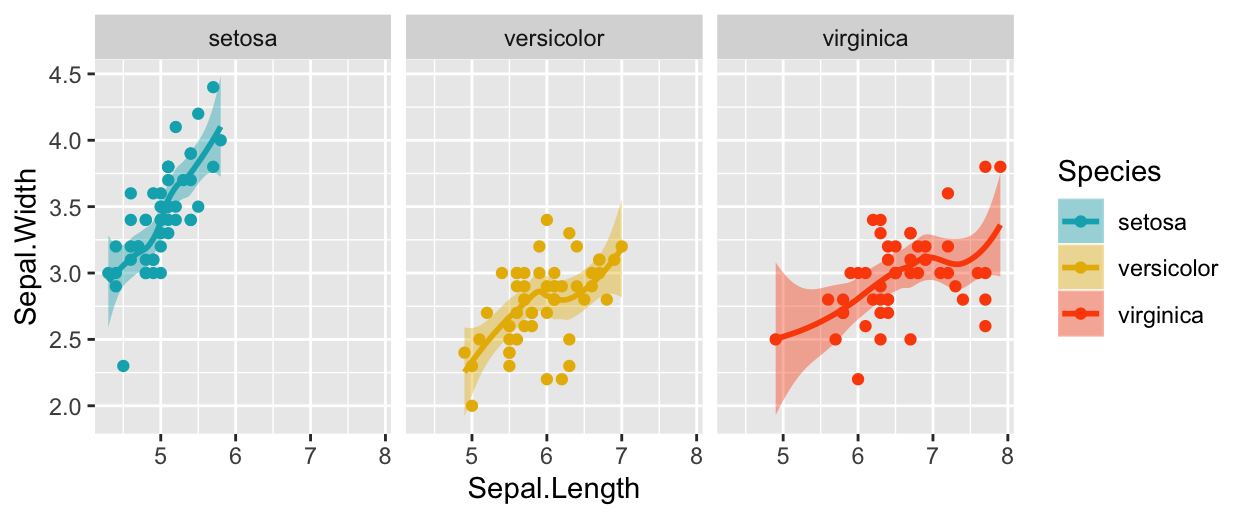 setosa
versicolor
virginica
4.5
4.0
3.5
3.0
2.5
2.0
Sepal.Width
5 6 7 8
5 6 7 8
5 6 7 8
Sepal.Length
Species
setosa
versicolor
virginica